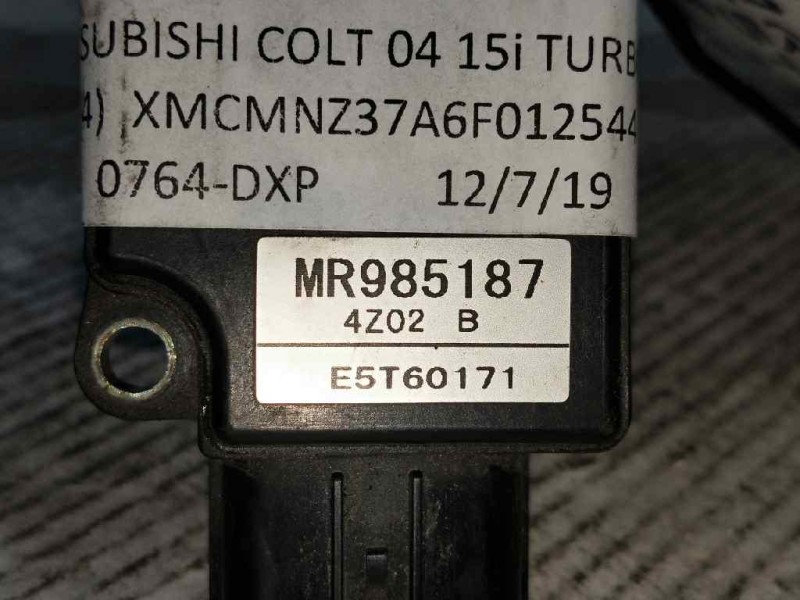 SUBISHI COLT 04 15i TURB
4) XMCMNZ37A6F012544
0764-DXP 12/7/19
MR985187
4Z02 B
E5T60171